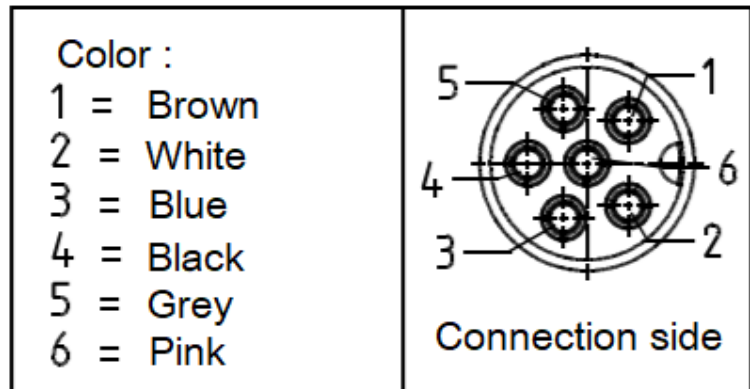 Color :
1 = Brown
2 = White
3 = Blue
4 = Black
5 = Grey
6 = Pink
5
1
4
6
3
2
Connection side